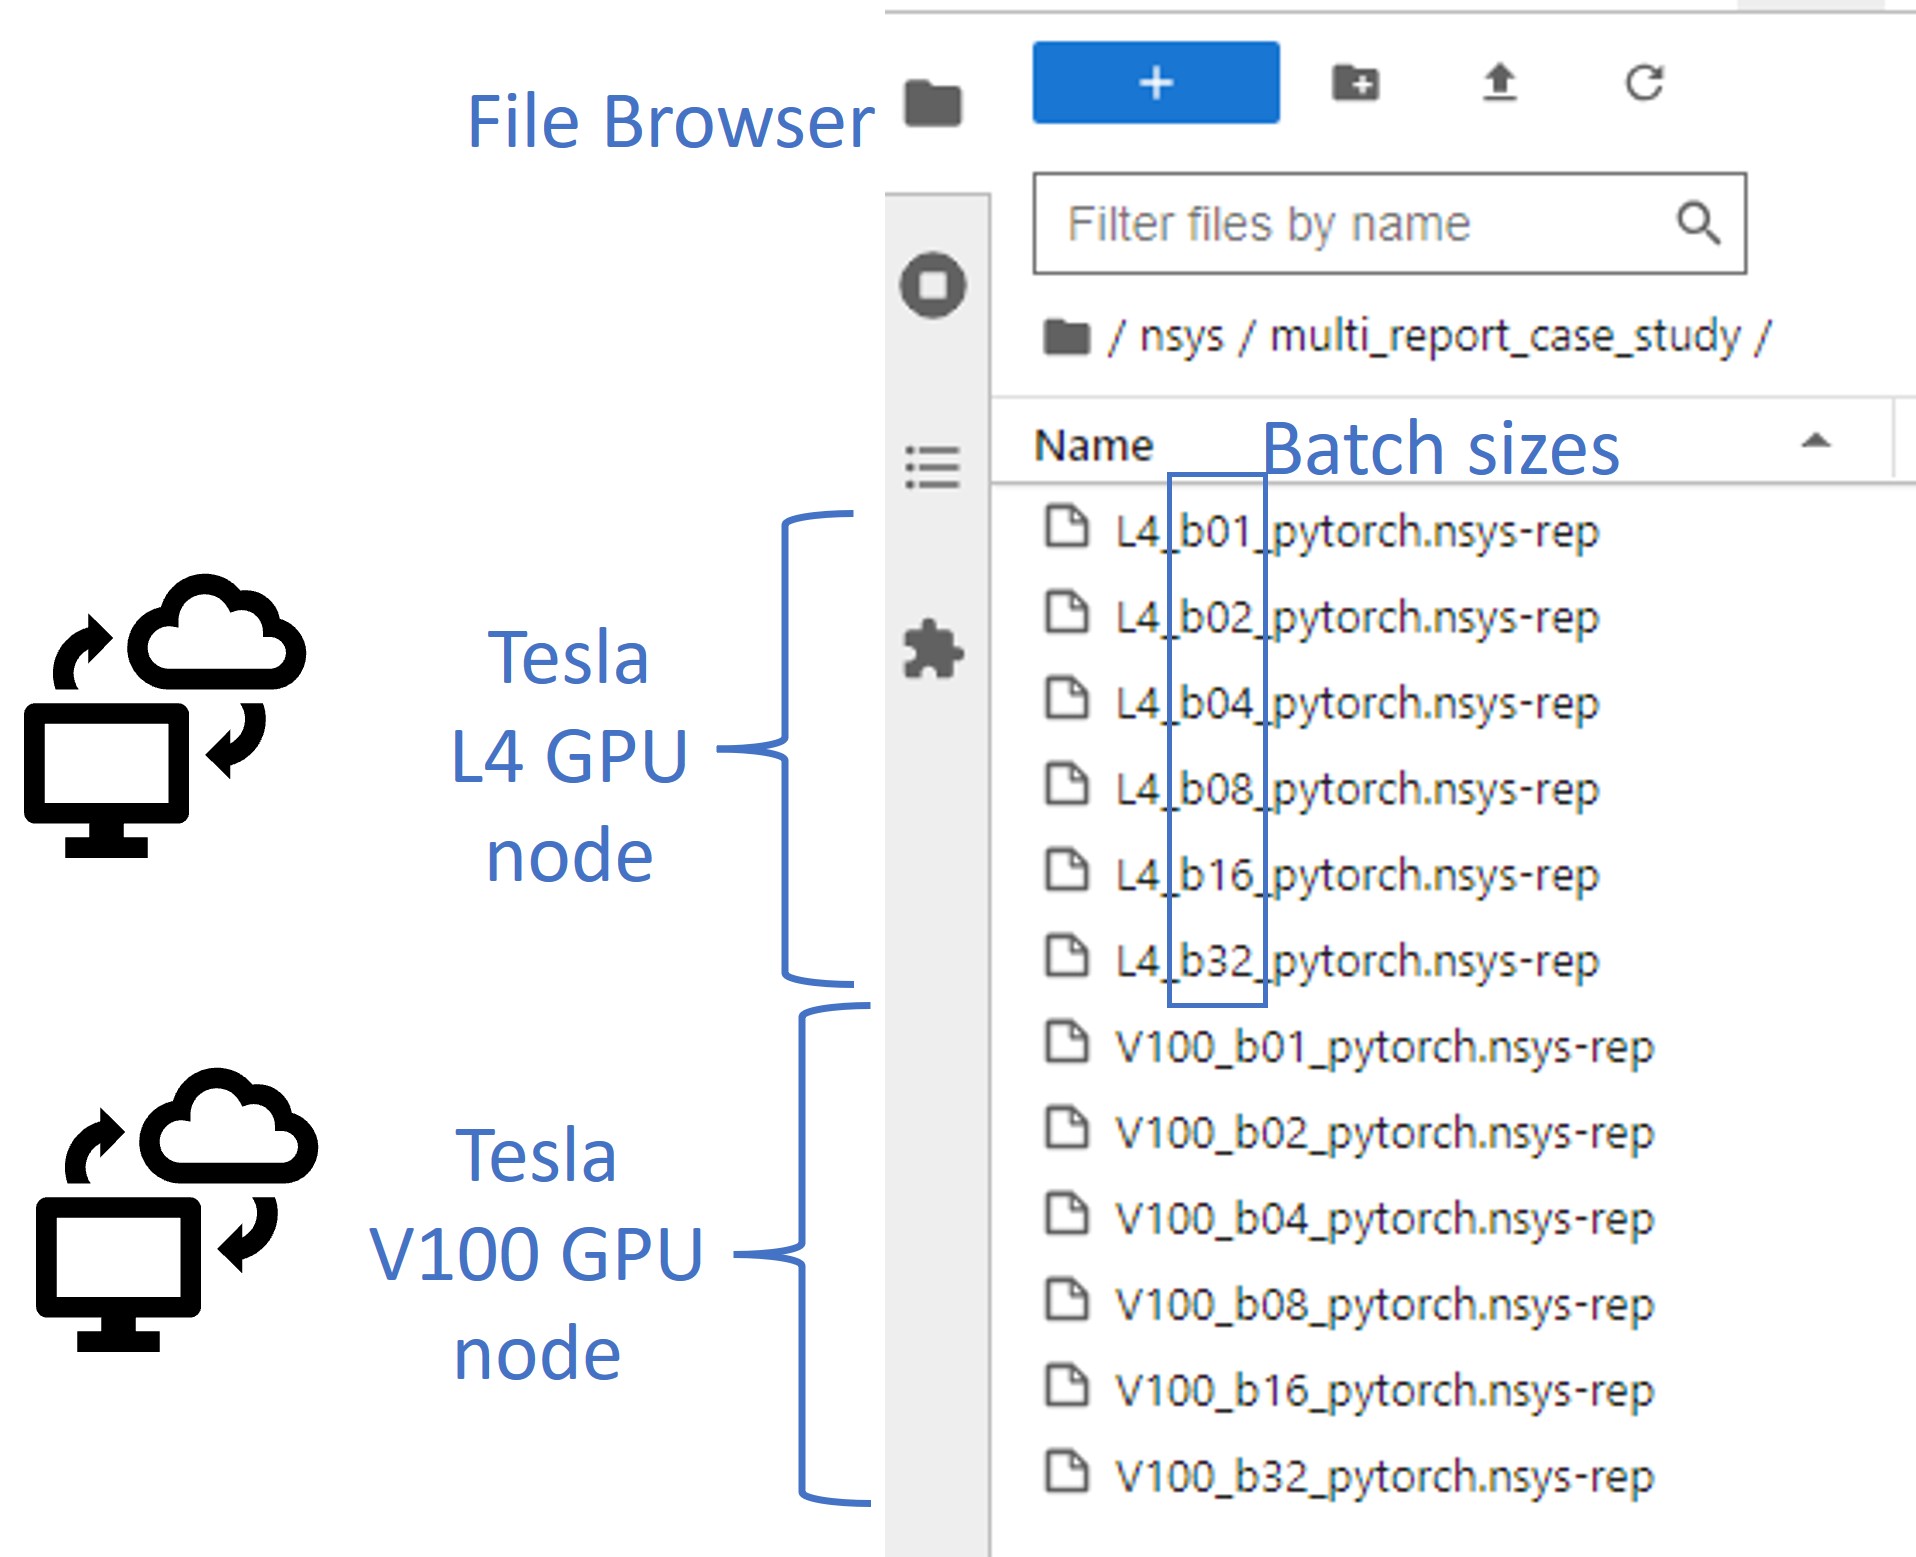 File Browser
+
Filter files by name
/ nsys / multi_report_case_study /
Name
Batch sizes
L4_b01_pytorch.nsys-rep
L4_b02_pytorch.nsys-rep
L4_b04_pytorch.nsys-rep
L4_b08_pytorch.nsys-rep
L4_b16_pytorch.nsys-rep
L4_b32_pytorch.nsys-rep
V100_b01_pytorch.nsys-rep
V100_b02_pytorch.nsys-rep
V100_b04_pytorch.nsys-rep
V100_b08_pytorch.nsys-rep
V100_b16_pytorch.nsys-rep
V100_b32_pytorch.nsys-rep
Tesla
L4 GPU
node
Tesla
V100 GPU
node